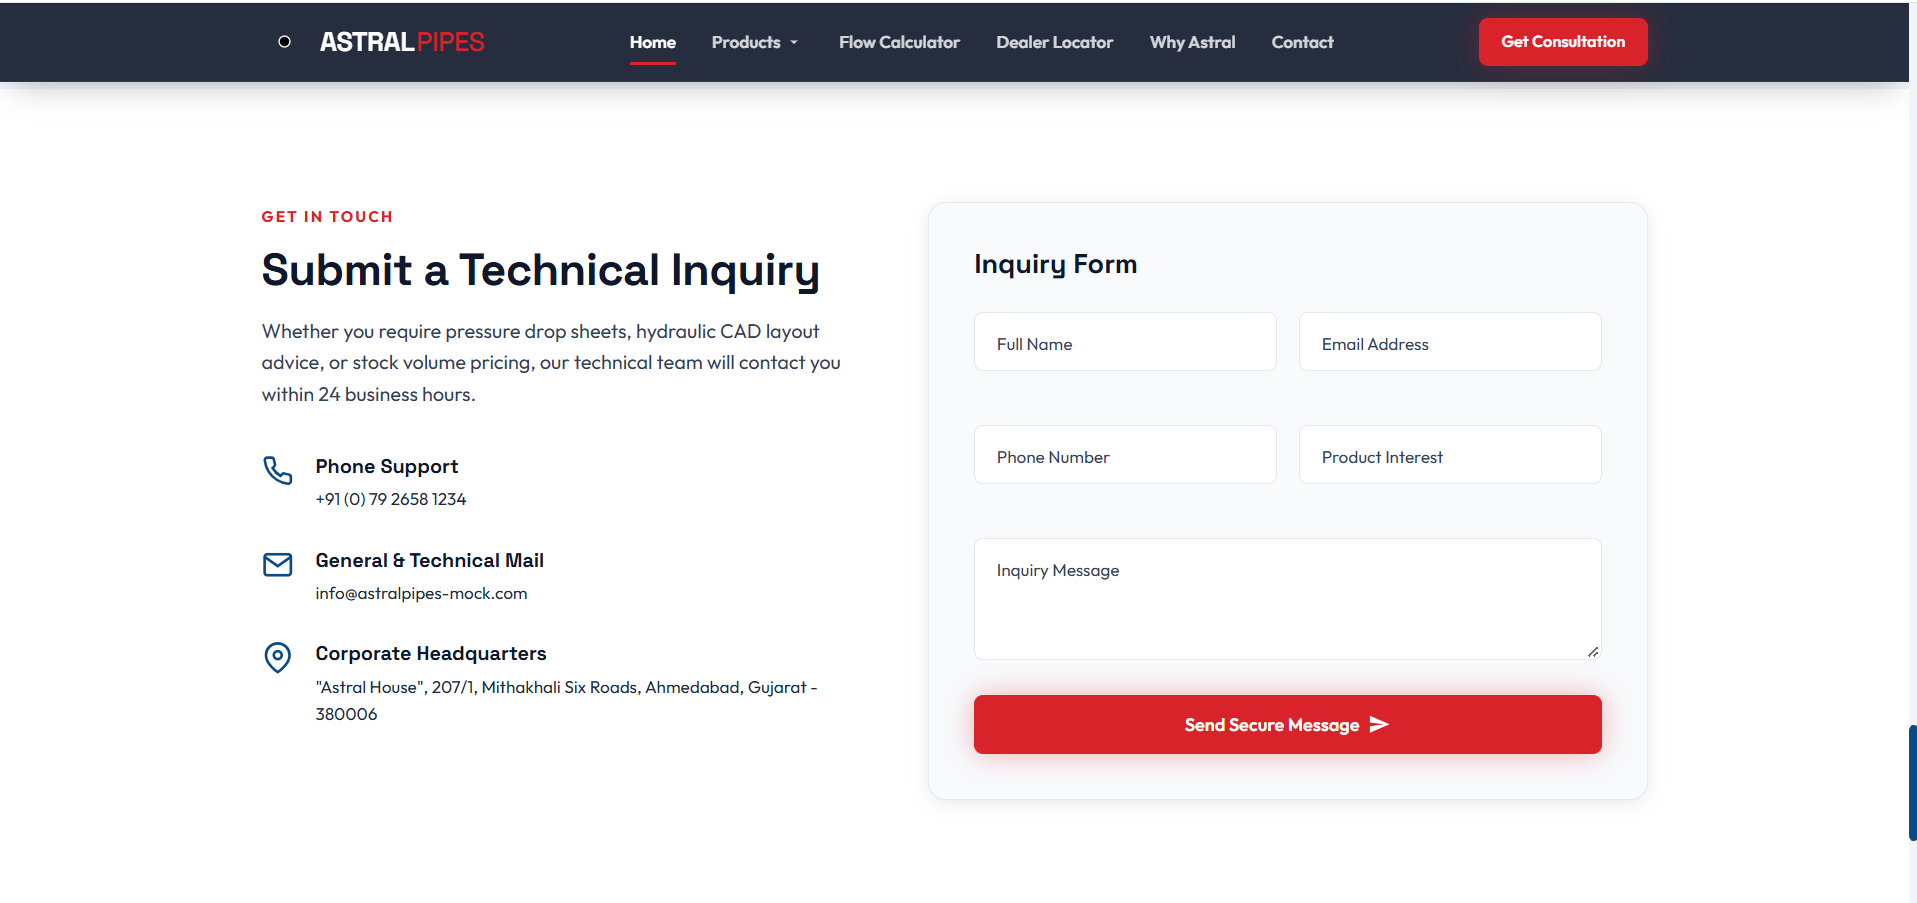 ASTRALPIPES
Home
Products
Flow Calculator
Dealer Locator
Why Astral
Contact
Get Consultation
GET IN TOUCH
Submit a Technical Inquiry
Whether you require pressure drop sheets, hydraulic CAD layout
advice, or stock volume pricing, our technical team will contact you
within 24 business hours.
Phone Support
+91 (0) 79 2658 1234
General & Technical Mail
info@astralpipes-mock.com
Corporate Headquarters
"Astral House", 207/1, Mithakhali Six Roads, Ahmedabad, Gujarat -
380006
Inquiry Form
Full Name
Email Address
Phone Number
Product Interest
Inquiry Message
Send Secure Message